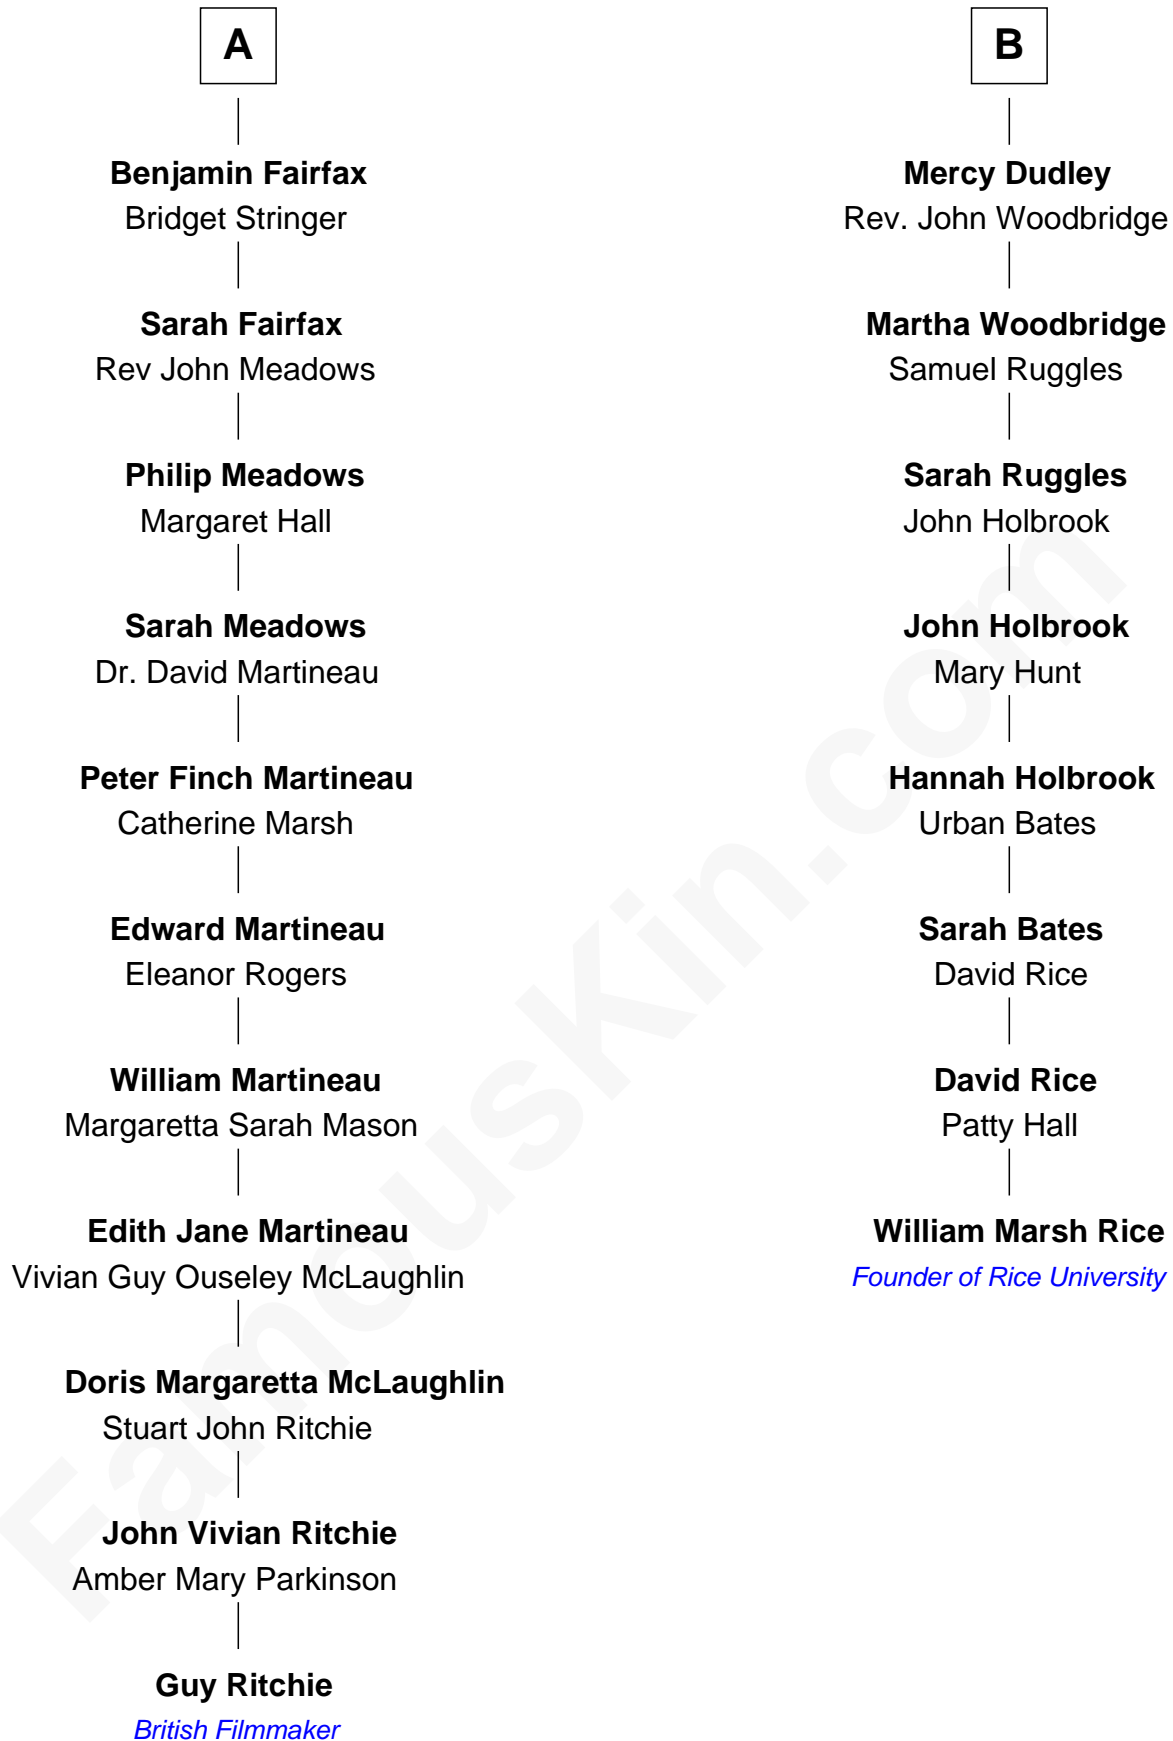 A
Benjamin Fairfax
Bridget Stringer
Sarah Fairfax
Rev John Meadows
Philip Meadows
Margaret Hall
Sarah Meadows
Dr. David Martineau
Peter Finch Martineau
Catherine Marsh
Edward Martineau
Eleanor Rogers
William Martineau
Margaretta Sarah Mason
Edith Jane Martineau
Vivian Guy Ouseley McLaughlin
Doris Margaretta McLaughlin
Stuart John Ritchie
John Vivian Ritchie
Amber Mary Parkinson
Guy Ritchie
British Filmmaker
B
Mercy Dudley
Rev. John Woodbridge
Martha Woodbridge
Samuel Ruggles
Sarah Ruggles
John Holbrook
John Holbrook
Mary Hunt
Hannah Holbrook
Urban Bates
Sarah Bates
David Rice
David Rice
Patty Hall
William Marsh Rice
Founder of Rice University
FamousKin.com